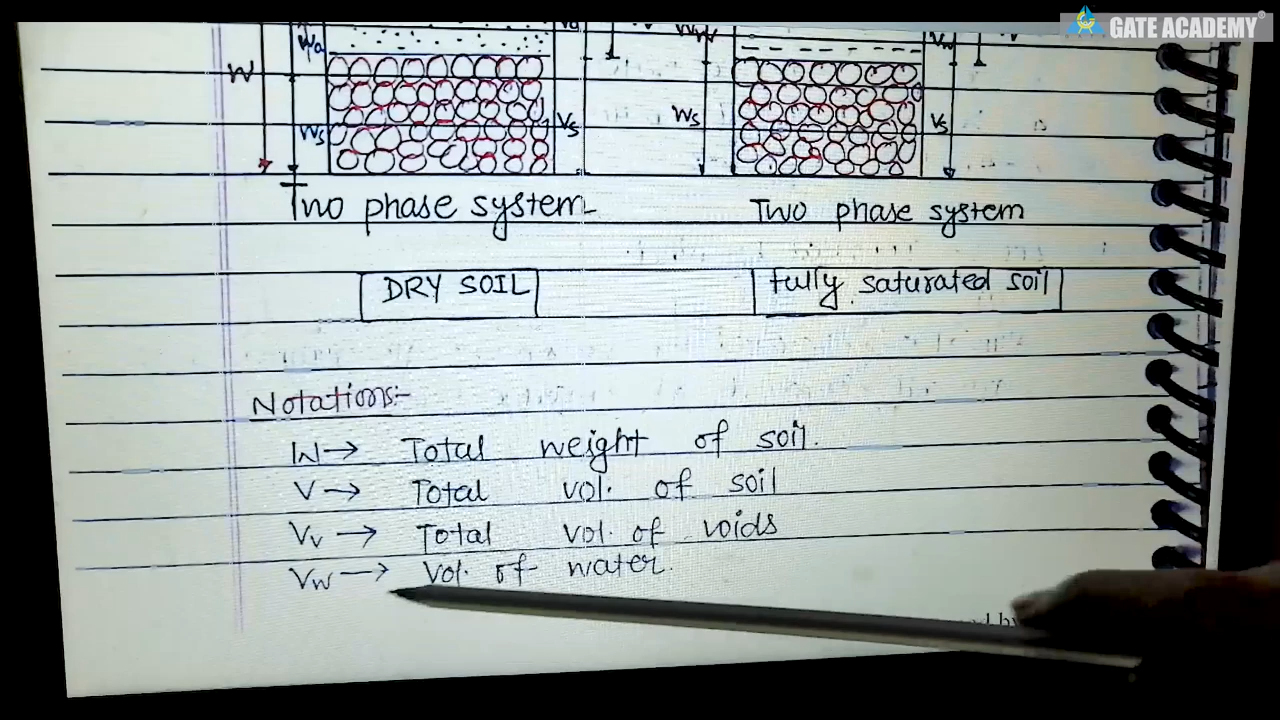 GATE ACADEMY
Wa
W
Ws
Vs
Ws
Vs
Two phase system
Two phase system
DRY SOIL
fully saturated soil
Notations:-
W→ Total weight of soil.
V→ Total vol. of soil
Vv→ Total vol. of voids
Vw→ Vol. of water.